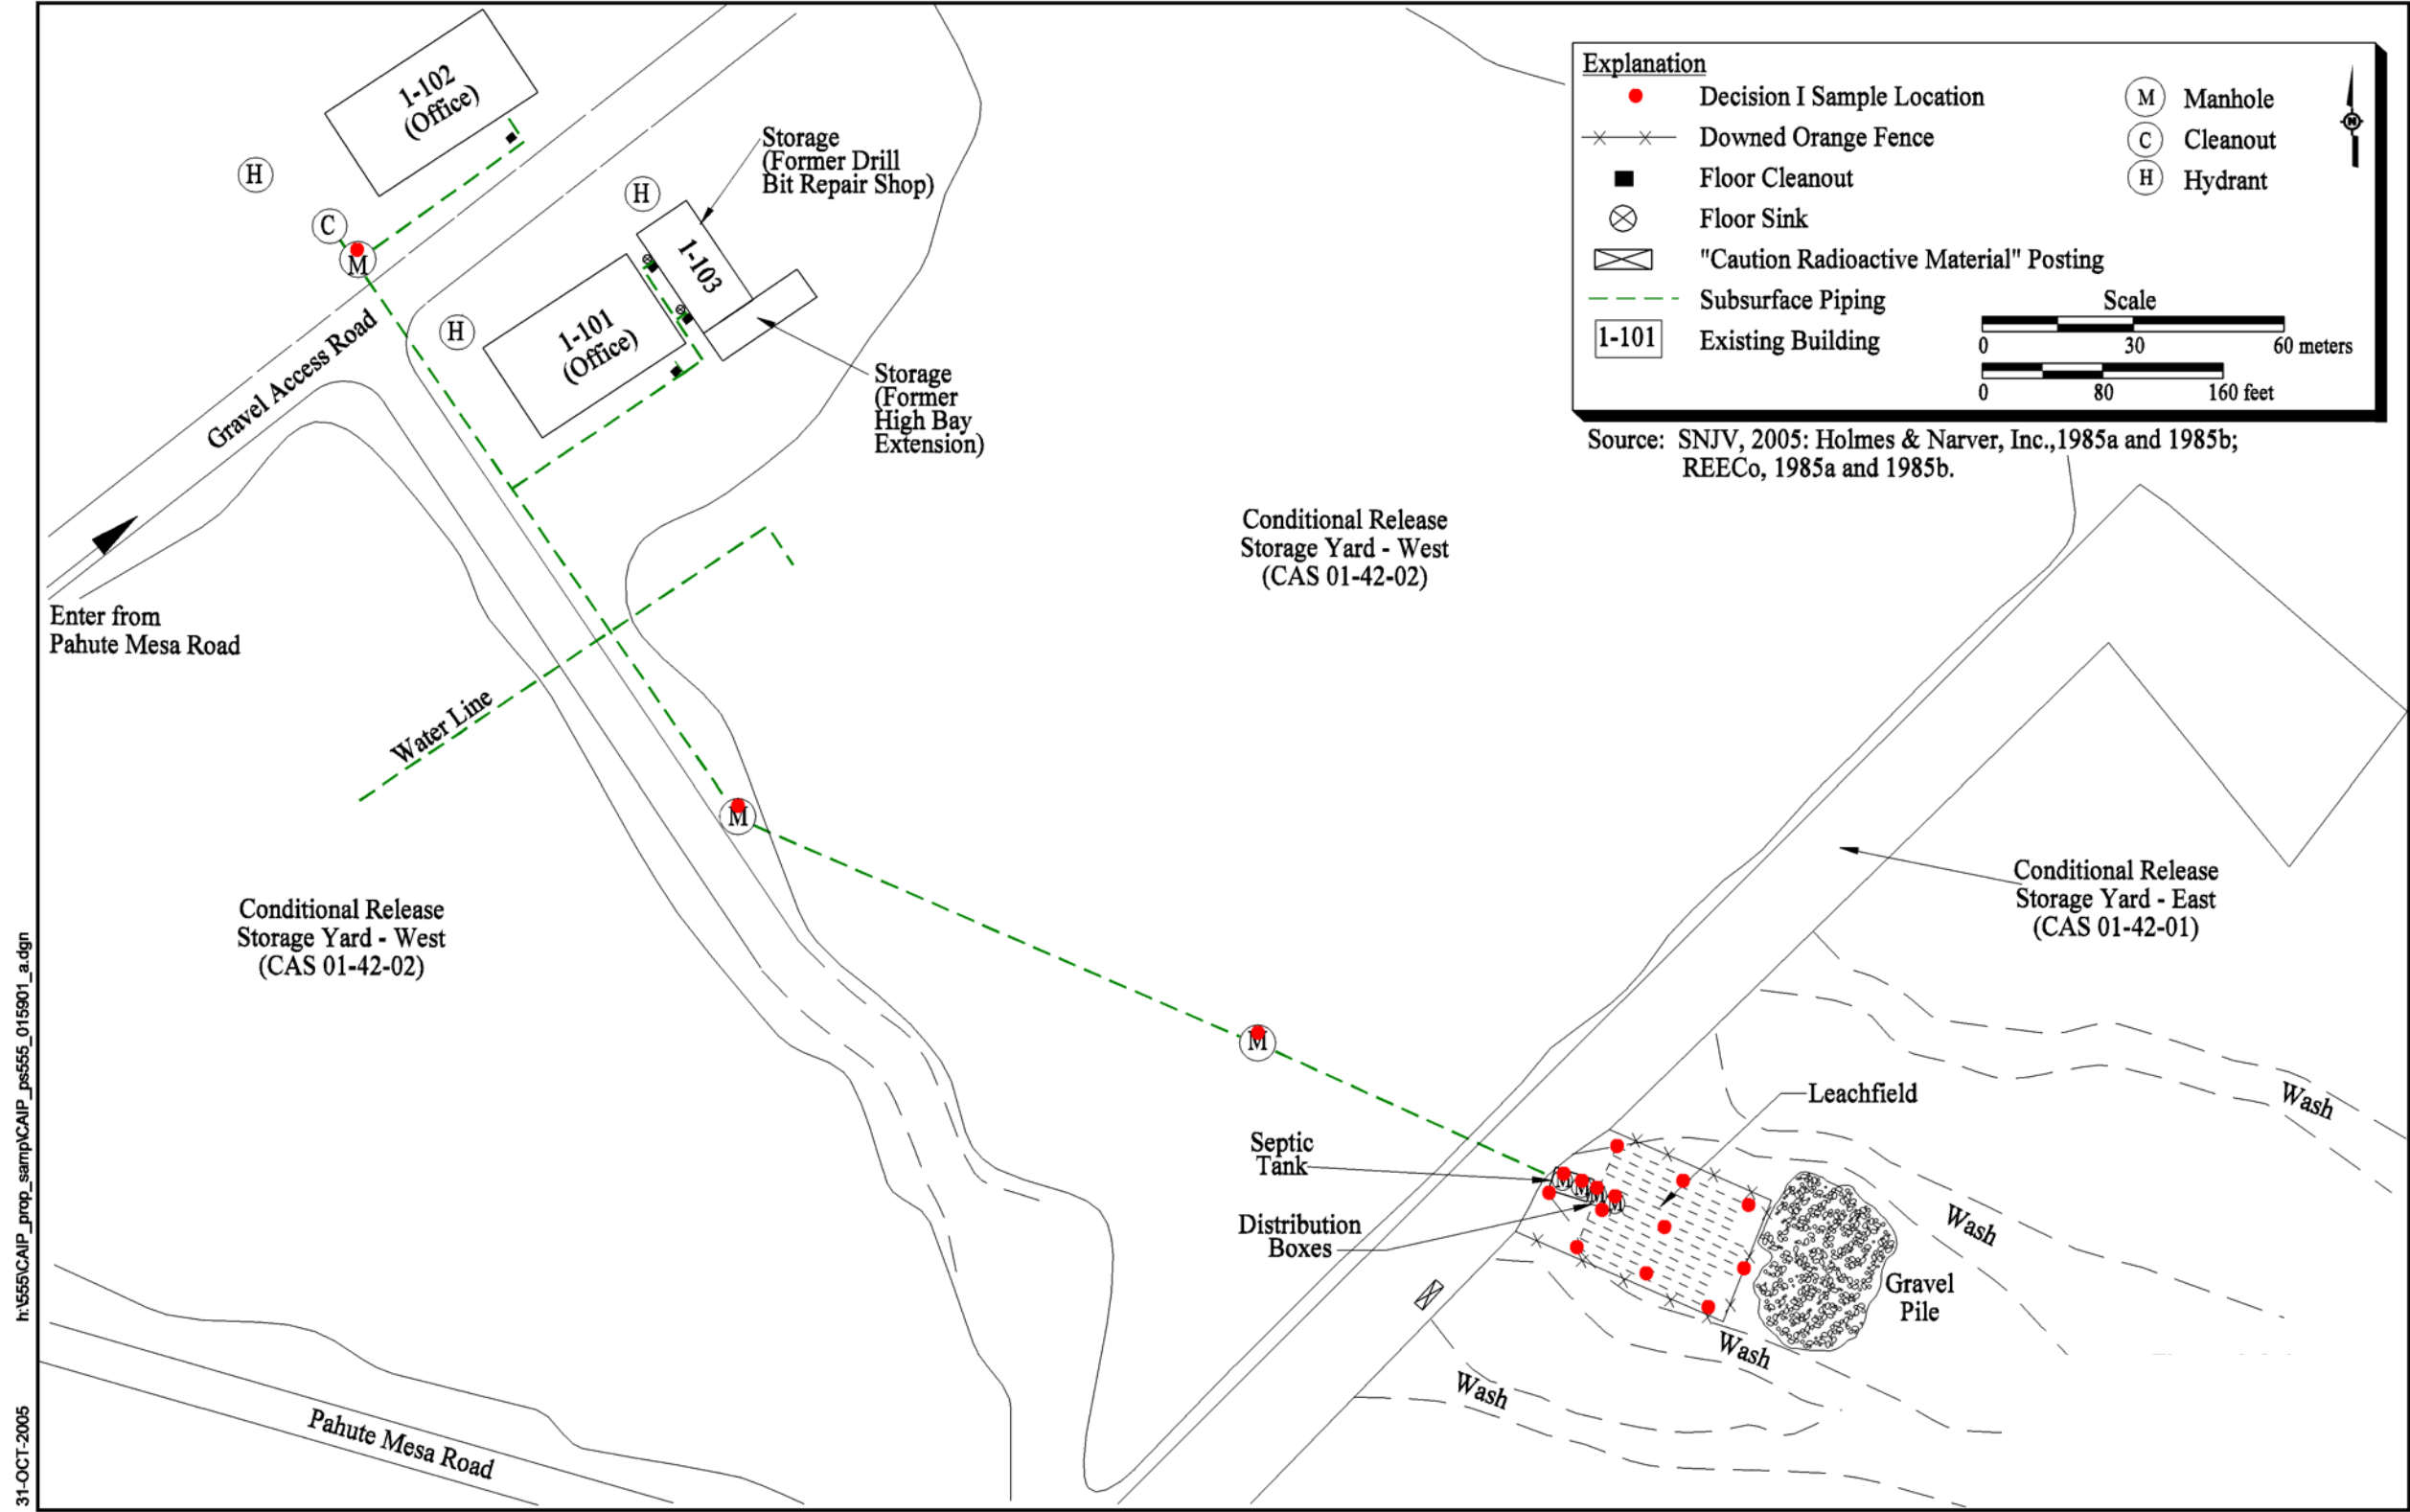 1-102
(Office)
H
C
M
H
H
Storage
(Former Drill
Bit Repair Shop)
1-103
1-101
(Office)
Storage
(Former
High Bay
Extension)
Gravel Access Road
Enter from
Pahute Mesa Road
Water Line
M
Conditional Release
Storage Yard - West
(CAS 01-42-02)
Conditional Release
Storage Yard - West
(CAS 01-42-02)
M
Explanation
Decision I Sample Location
Downed Orange Fence
Floor Cleanout
Floor Sink
"Caution Radioactive Material" Posting
Subsurface Piping
1-101 Existing Building
M Manhole
C Cleanout
H Hydrant
N
Scale
0 30 60 meters
0 80 160 feet
Source: SNJV, 2005: Holmes & Narver, Inc.,1985a and 1985b;
REECo, 1985a and 1985b.
Conditional Release
Storage Yard - East
(CAS 01-42-01)
Leachfield
Septic
Tank
M
M
M
M
Distribution
Boxes
Gravel
Pile
Wash
Wash
Wash
Wash
Pahute Mesa Road
31-OCT-2005 h:\555\CAIP_prop_samp\CAIP_ps555_015901_a.dgn